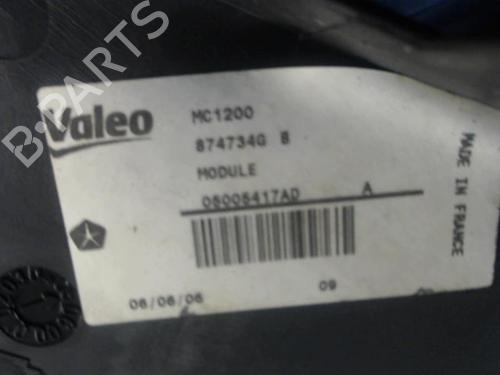 B-PARTS
Valeo
MC1200
874734G B
MODULE
05005417AD A
06/06/06 09
MADE IN FRANCE